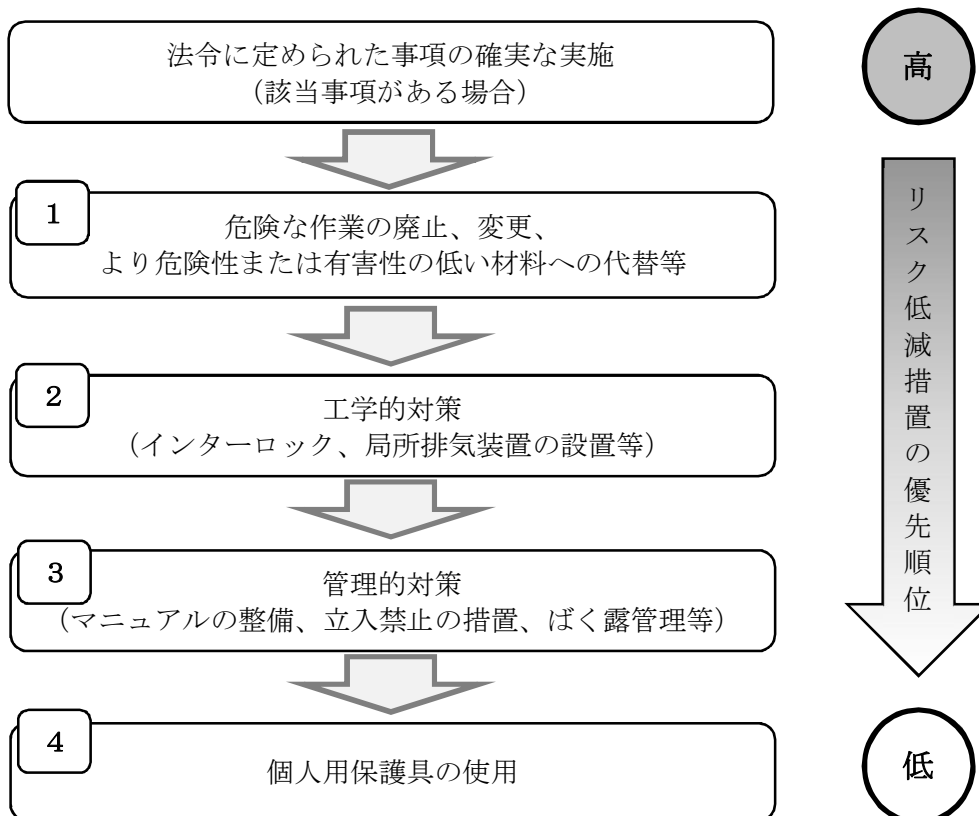 法令に定められた事項の確実な実施
（該当事項がある場合）
高
1
危険な作業の廃止、変更、
より危険性または有害性の低い材料への代替等
2
工学的対策
（インターロック、局所排気装置の設置等）
3
管理的対策
（マニュアルの整備、立入禁止の措置、ばく露管理等）
4
個人用保護具の使用
リスク低減措置の優先順位
低